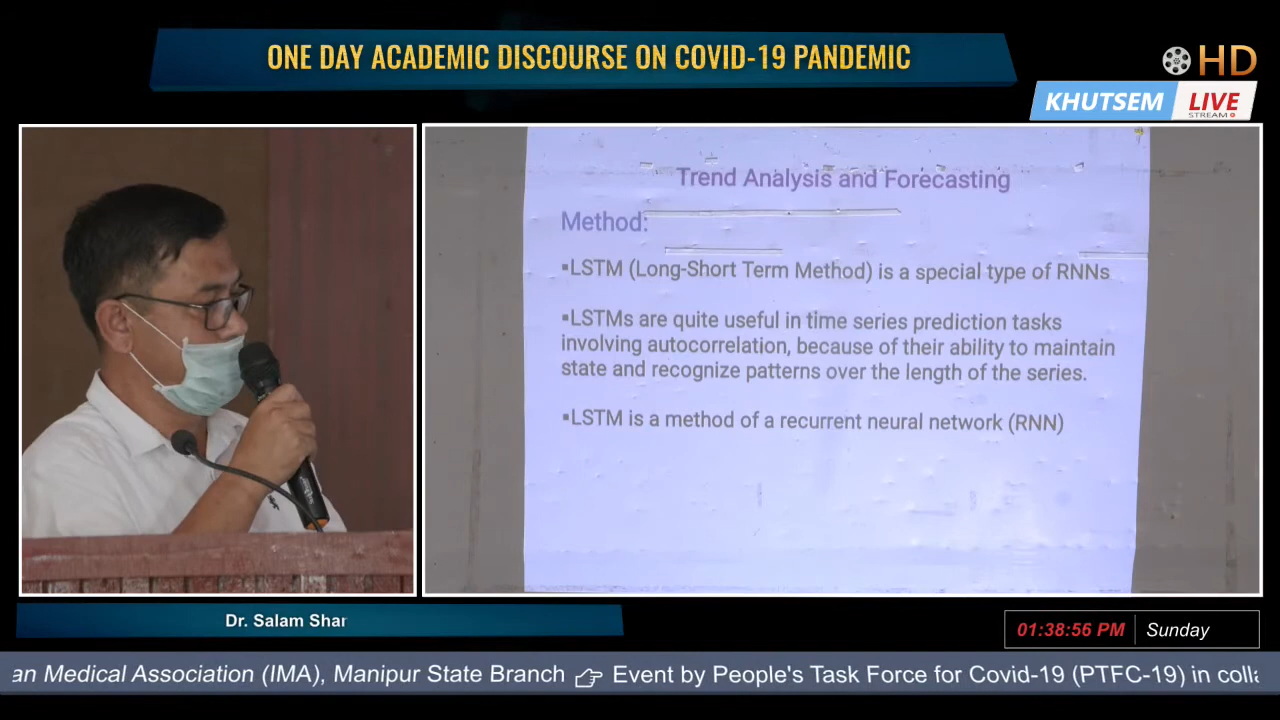 ONE DAY ACADEMIC DISCOURSE ON COVID-19 PANDEMIC
HD
KHUTSEM LIVE
STREAM
Trend Analysis and Forecasting
Method:
▪LSTM (Long-Short Term Method) is a special type of RNNs
▪LSTMs are quite useful in time series prediction tasks
involving autocorrelation, because of their ability to maintain
state and recognize patterns over the length of the series.
▪LSTM is a method of a recurrent neural network (RNN)
Dr. Salam Shar
01:38:56 PM Sunday
an Medical Association (IMA), Manipur State Branch 👉 Event by People's Task Force for Covid-19 (PTFC-19) in colla